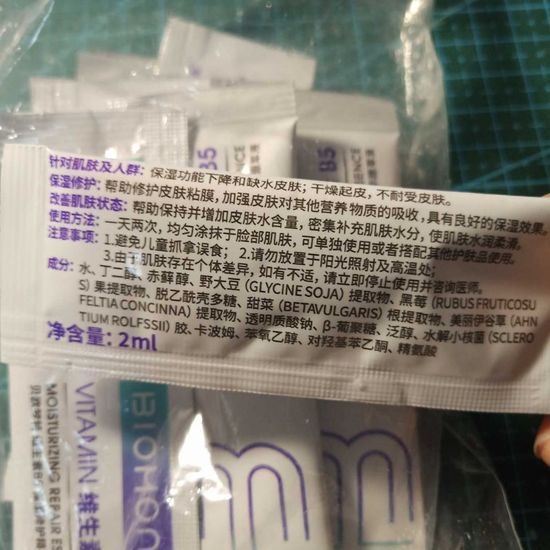 B5
B5
针对肌肤及人群：保湿功能下降和缺水皮肤；干燥起皮，不耐受皮肤。
保湿修护：帮助修护皮肤粘膜，加强皮肤对其他营养物质的吸收，具有良好的保湿效果。
改善肌肤状态：帮助保持并增加皮肤水含量，密集补充肌肤水分，使肌肤水润柔滑。
使用方法：一天两次，均匀涂抹于脸部肌肤，可单独使用或者搭配其他护肤品使用。
注意事项：1.避免儿童抓拿误食；2.请勿放置于阳光照射及高温处；
3.由于肌肤存在个体差异，如有不适，请立即停止使用并咨询医师。
成分：水、丁二醇、赤藓醇、野大豆 (GLYCINE SOJA) 提取物、黑莓 (RUBUS FRUTICOSU
S) 果提取物、脱乙酰壳多糖、甜菜 (BETAVULGARIS) 根提取物、美丽伊谷草 (AHN
FELTIA CONCINNA) 提取物、透明质酸钠、β-葡聚糖、泛醇、水解小核菌 (SCLERO
TIUM ROLFSSII) 胶、卡波姆、苯氧乙醇、对羟基苯乙酮、精氨酸
净含量：2ml
MOISTURIZING REPAIR ES
VITAMIN 维生素